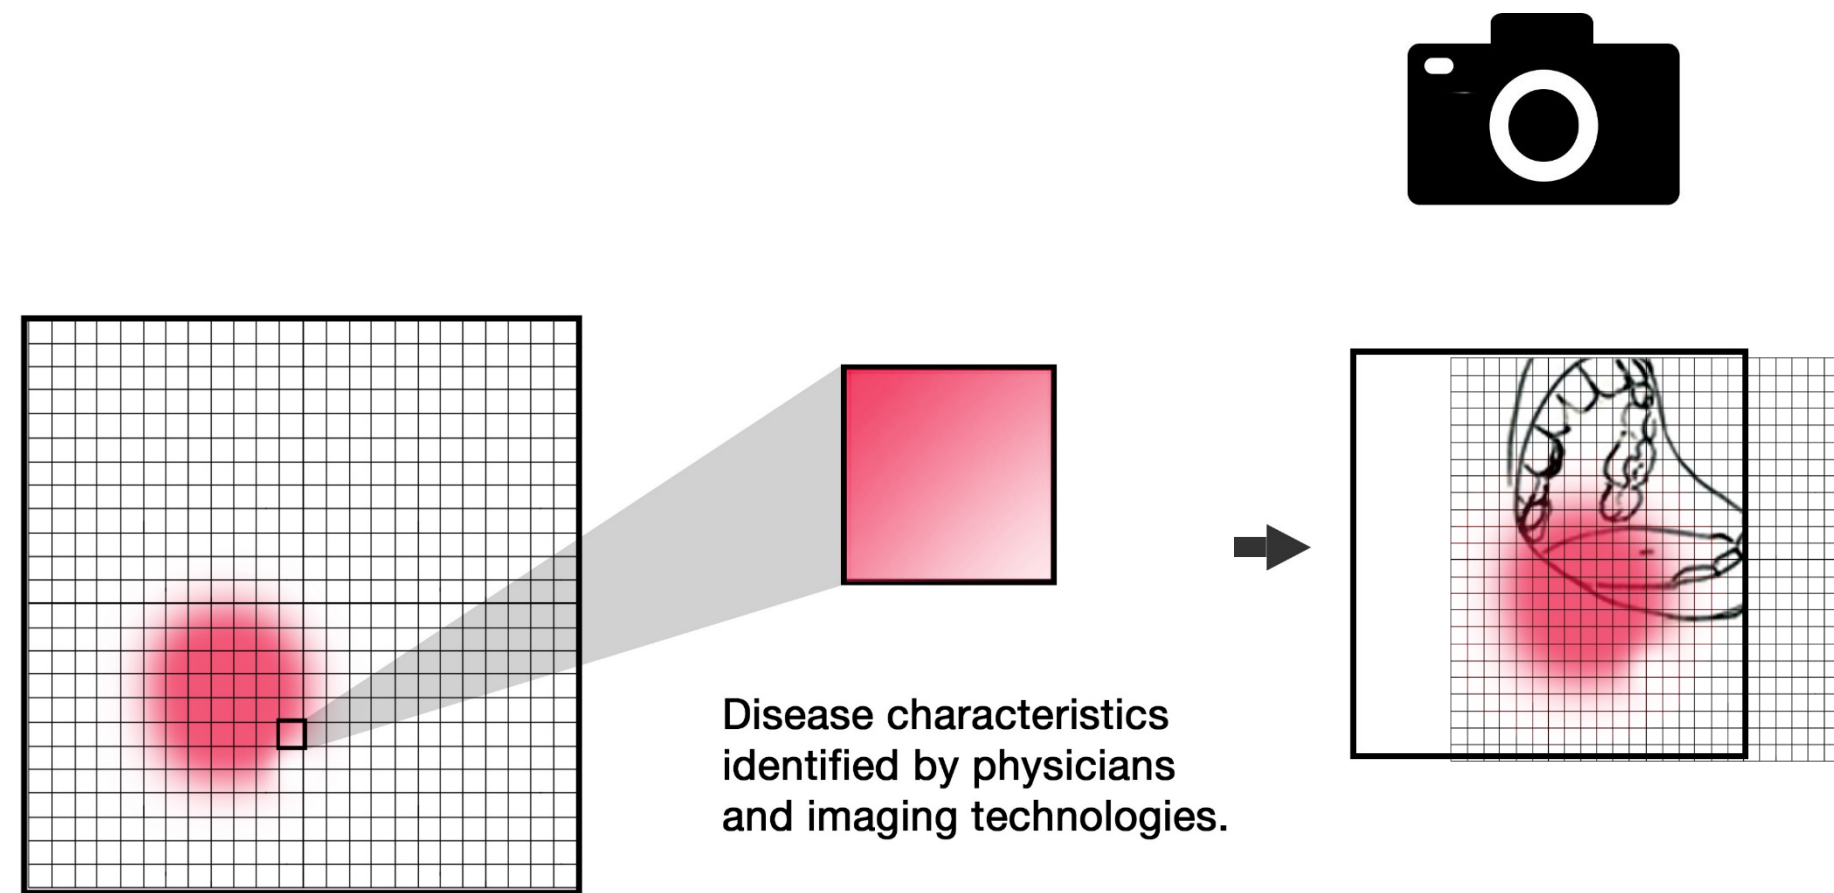 Disease characteristics
identified by physicians
and imaging technologies.